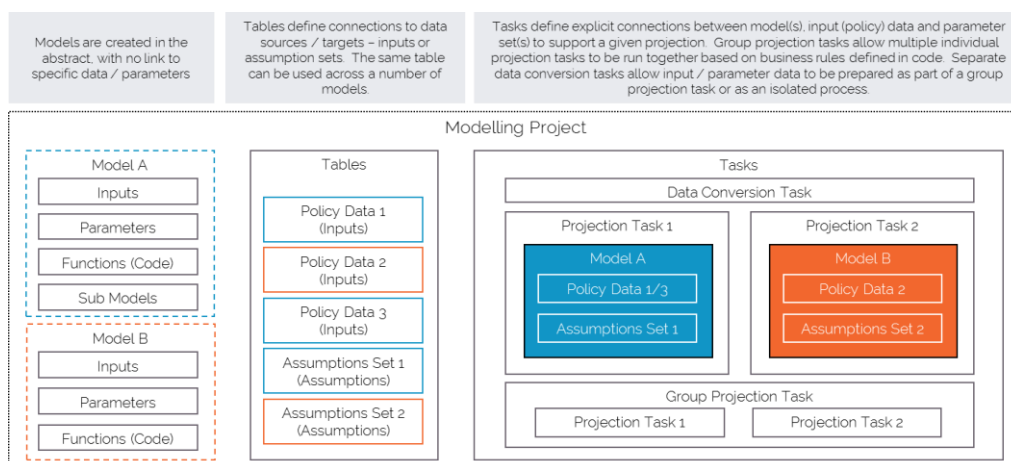 Models are created in the
abstract, with no link to
specific data / parameters
Tables define connections to data
sources / targets – inputs or
assumption sets. The same table
can be used across a number of
models.
Tasks define explicit connections between model(s), input (policy) data and parameter
set(s) to support a given projection. Group projection tasks allow multiple individual
projection tasks to be run together based on business rules defined in code. Separate
data conversion tasks allow input / parameter data to be prepared as part of a group
projection task or as an isolated process.
Modelling Project
Model A
Inputs
Parameters
Functions (Code)
Sub Models
Model B
Inputs
Parameters
Functions (Code)
Tables
Policy Data 1
(Inputs)
Policy Data 2
(Inputs)
Policy Data 3
(Inputs)
Assumptions Set 1
(Assumptions)
Assumptions Set 2
(Assumptions)
Tasks
Data Conversion Task
Projection Task 1
Model A
Policy Data 1/3
Assumptions Set 1
Projection Task 2
Model B
Policy Data 2
Assumptions Set 2
Group Projection Task
Projection Task 1
Projection Task 2